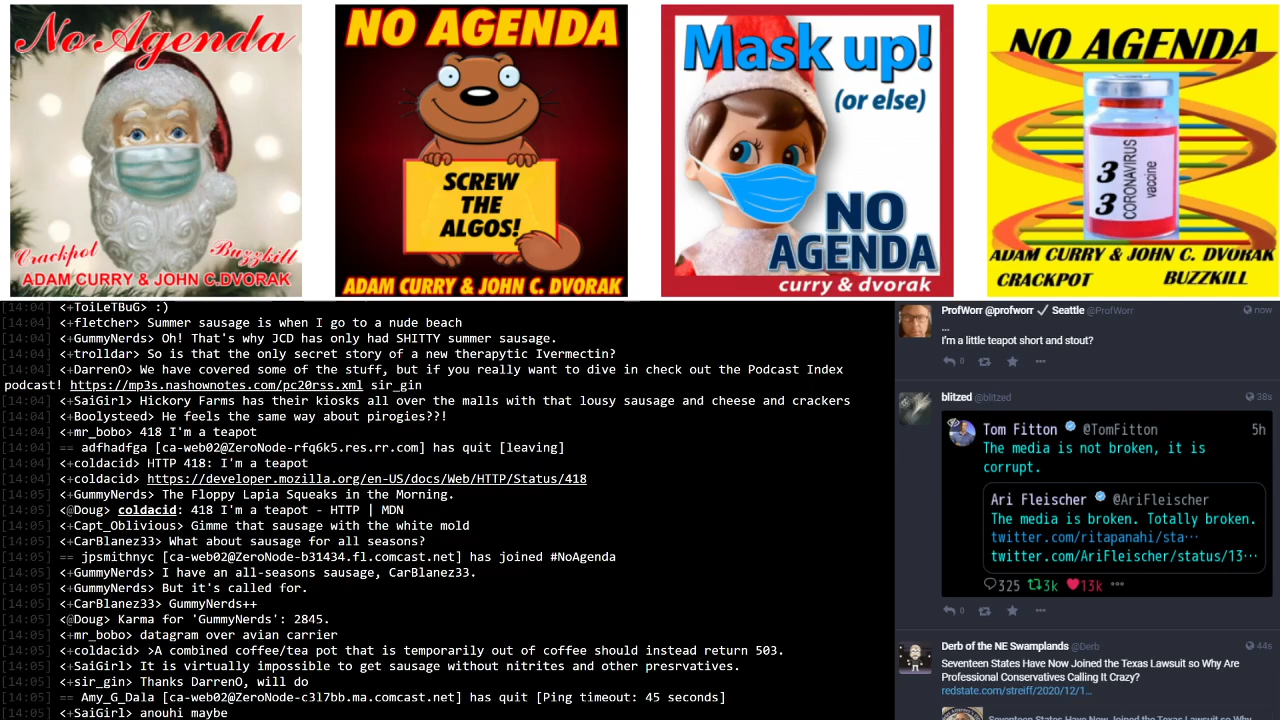 No Agenda
Crackpot
Buzzkill
ADAM CURRY & JOHN C.DVORAK
NO AGENDA
SCREW
THE
ALGOS!
ADAM CURRY & JOHN C. DVORAK
Mask up!
(or else)
NO
AGENDA
curry & dvorak
NO AGENDA
33
CORONAVIRUS
vaccine
ADAM CURRY & JOHN C. DVORAK
CRACKPOT
BUZZKILL
[14:04] <+ToiLeTBuG> :)
[14:04] <+fletcher> Summer sausage is when I go to a nude beach
[14:04] <+GummyNerds> Oh! That's why JCD has only had SHITTY summer sausage.
[14:04] <+trolldar> So is that the only secret story of a new therapytic Ivermectin?
[14:04] <+DarrenO> We have covered some of the stuff, but if you really want to dive in check out the Podcast Index
podcast! https://mp3s.nashownotes.com/pc20rss.xml sir_gin
[14:04] <+SaiGirl> Hickory Farms has their kiosks all over the malls with that lousy sausage and cheese and crackers
[14:04] <+Boolysteed> He feels the same way about pirogies??!
[14:04] <+mr_bobo> 418 I'm a teapot
[14:04] == adfhadfga [ca-web02@ZeroNode-rfq6k5.res.rr.com] has quit [leaving]
[14:04] <+coldacid> HTTP 418: I'm a teapot
[14:04] <+coldacid> https://developer.mozilla.org/en-US/docs/Web/HTTP/Status/418
[14:05] <+GummyNerds> The Floppy Lapia Squeaks in the Morning.
[14:05] <@Doug> coldacid: 418 I'm a teapot - HTTP | MDN
[14:05] <+Capt_Oblivious> Gimme that sausage with the white mold
[14:05] <+CarBlanez33> What about sausage for all seasons?
[14:05] == jpsmithnyc [ca-web02@ZeroNode-b31434.fl.comcast.net] has joined #NoAgenda
[14:05] <+GummyNerds> I have an all-seasons sausage, CarBlanez33.
[14:05] <+GummyNerds> But it's called for.
[14:05] <+CarBlanez33> GummyNerds++
[14:05] <@Doug> Karma for 'GummyNerds': 2845.
[14:05] <+mr_bobo> datagram over avian carrier
[14:05] <+coldacid> >A combined coffee/tea pot that is temporarily out of coffee should instead return 503.
[14:05] <+SaiGirl> It is virtually impossible to get sausage without nitrites and other presrvatives.
[14:05] <+sir_gin> Thanks DarrenO, will do
[14:05] == Amy_G_Dala [ca-web02@ZeroNode-c3l7bb.ma.comcast.net] has quit [Ping timeout: 45 seconds]
[14:05] <+SaiGirl> anouhi maybe
ProfWorr @profworr ✓ Seattle @ProfWorr now
...
I'm a little teapot short and stout?
0
blitzed @blitzed 38s
Tom Fitton @TomFitton 5h
The media is not broken, it is
corrupt.
Ari Fleischer @AriFleischer
The media is broken. Totally broken.
twitter.com/ritapanahi/sta…
twitter.com/AriFleischer/status/13…
325 3k 13k
0
Derb of the NE Swamplands @Derb 44s
Seventeen States Have Now Joined the Texas Lawsuit so Why Are
Professional Conservatives Calling It Crazy?
redstate.com/streiff/2020/12/1...
Seventeen States Have Now Joined the Texas Lawsuit so Why